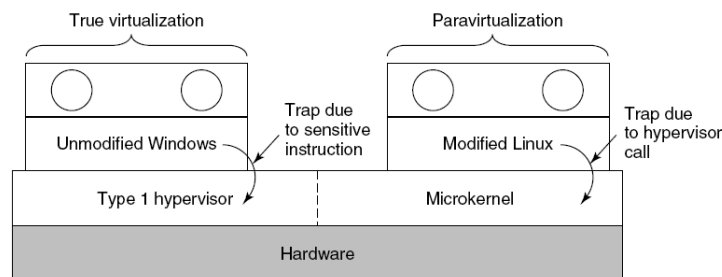 True virtualization
Paravirtualization
Trap due
to sensitive
instruction
Trap due
to hypervisor
call
Unmodified Windows
Modified Linux
Type 1 hypervisor
Microkernel
Hardware